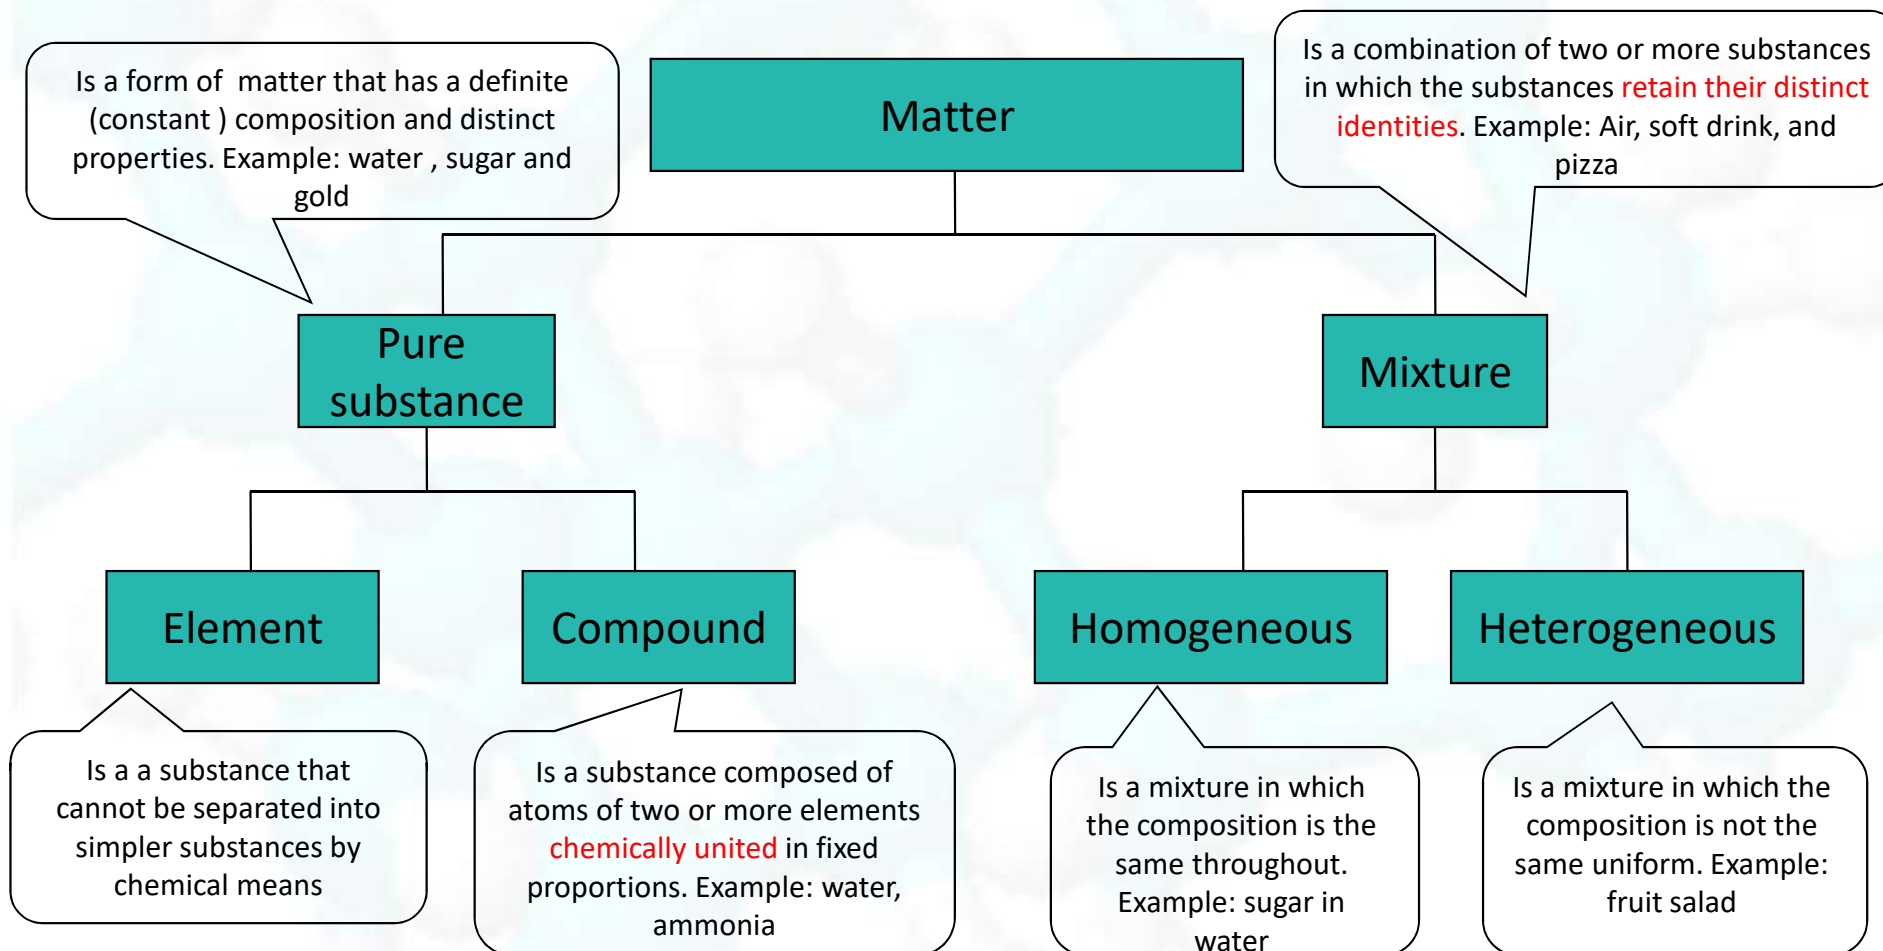 Is a form of  matter that has a definite
(constant ) composition and distinct
properties. Example: water , sugar and
gold
Matter
Is a combination of two or more substances
in which the substances retain their distinct
identities. Example: Air, soft drink, and
pizza
Pure
substance
Mixture
Element
Compound
Homogeneous
Heterogeneous
Is a a substance that
cannot be separated into
simpler substances by
chemical means
Is a substance composed of
atoms of two or more elements
chemically united in fixed
proportions. Example: water,
ammonia
Is a mixture in which
the composition is the
same throughout.
Example: sugar in
water
Is a mixture in which the
composition is not the
same uniform. Example:
fruit salad